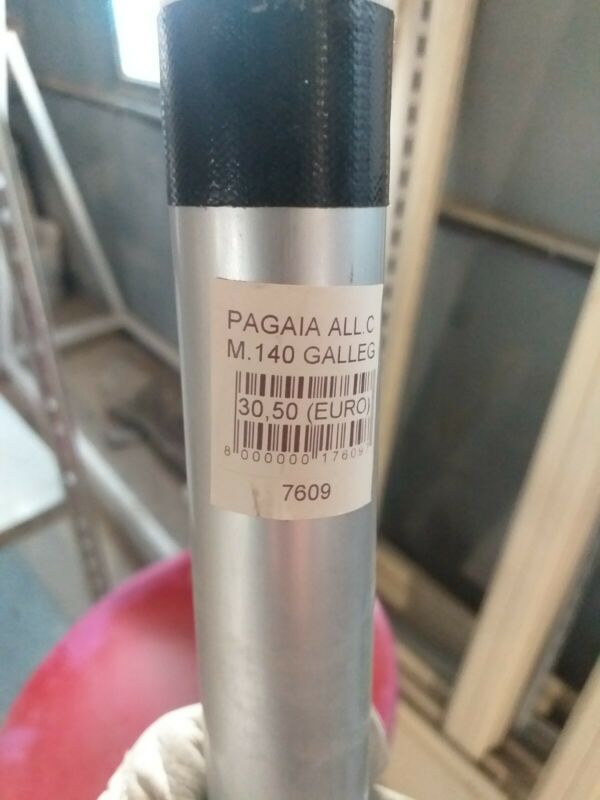 PAGAIA ALL.C
M.140 GALLEG
30,50 (EURO)
8 000000 17609
7609